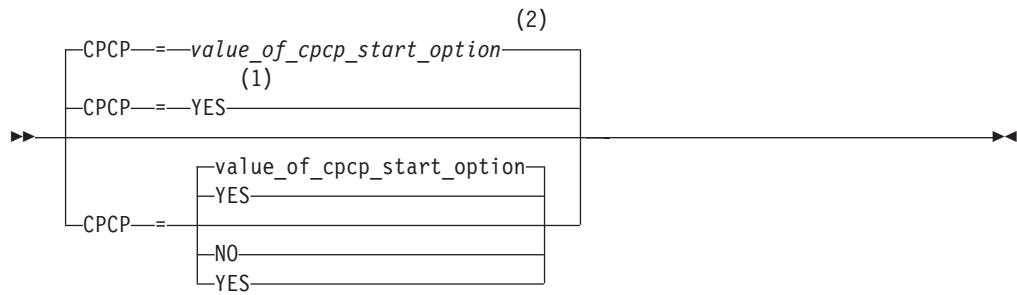 (2)
CPCP = value_of_cpcp_start_option
(1)
CPCP = YES
value_of_cpcp_start_option
YES
CPCP =
NO
YES